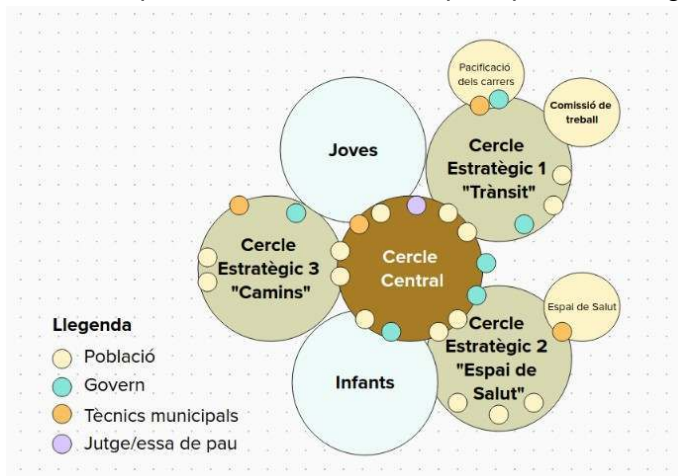 Pacificació
dels carrers
Comissió de
treball
Joves
Cercle
Estratègic 1
"Trànsit"
Cercle
Estratègic 3
"Camins"
Cercle
Central
Espai de Salut
Cercle
Estratègic 2
"Espai de
Salut"
Infants
Llegenda
Població
Govern
Tècnics municipals
Jutge/essa de pau